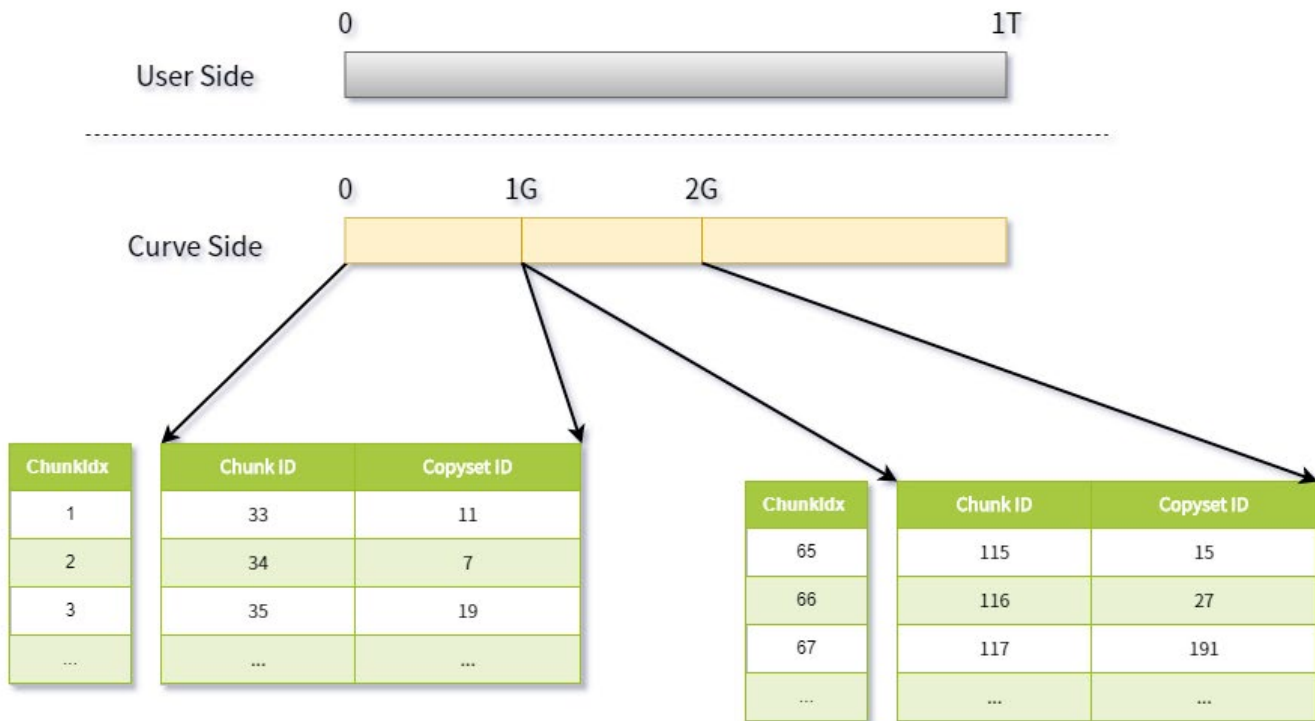 0 1T
User Side
0 1G 2G
Curve Side
ChunkIdx Chunk ID Copyset ID
1 33 11
2 34 7
3 35 19
... ... ...
ChunkIdx Chunk ID Copyset ID
65 115 15
66 116 27
67 117 191
... ... ...